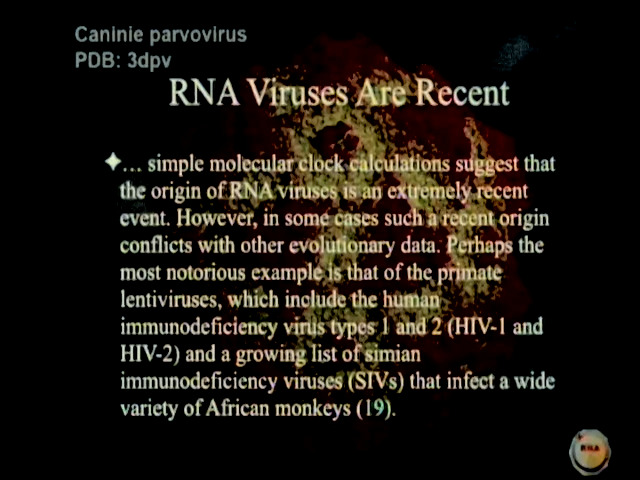 Caninie parvovirus
PDB: 3dpv
RNA Viruses Are Recent
✦... simple molecular clock calculations suggest that
the origin of RNA viruses is an extremely recent
event. However, in some cases such a recent origin
conflicts with other evolutionary data. Perhaps the
most notorious example is that of the primate
lentiviruses, which include the human
immunodeficiency virus types 1 and 2 (HIV-1 and
HIV-2) and a growing list of simian
immunodeficiency viruses (SIVs) that infect a wide
variety of African monkeys (19).
RNA